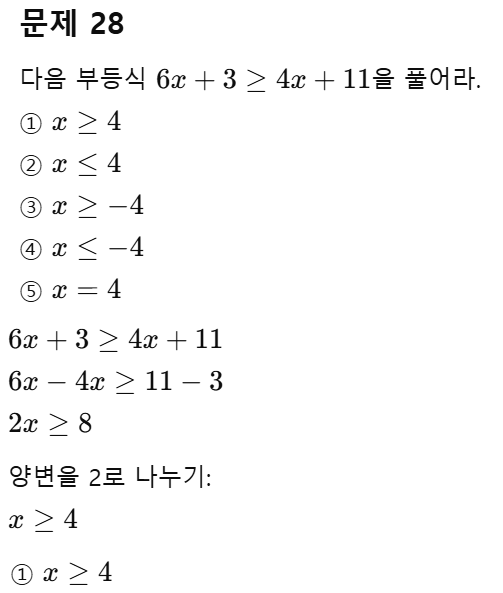 문제 28
다음 부등식 6x + 3 ≥ 4x + 11을 풀어라.
① x ≥ 4
② x ≤ 4
③ x ≥ −4
④ x ≤ −4
⑤ x = 4
6x + 3 ≥ 4x + 11
6x − 4x ≥ 11 − 3
2x ≥ 8
양변을 2로 나누기:
x ≥ 4
① x ≥ 4